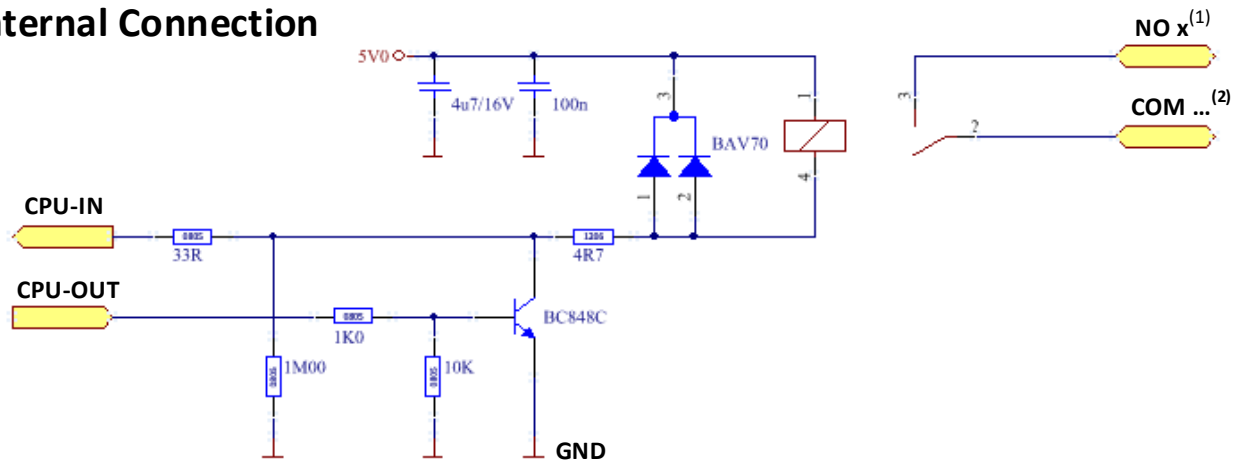 nternal Connection
NO x(1)
5V0
3
1
3
4u7/16V
100n
COM ...(2)
BAV70
2
4
1
2
CPU-IN
0805
33R
1206
4R7
CPU-OUT
0805
1K0
BC848C
0805
1M00
0805
10K
GND